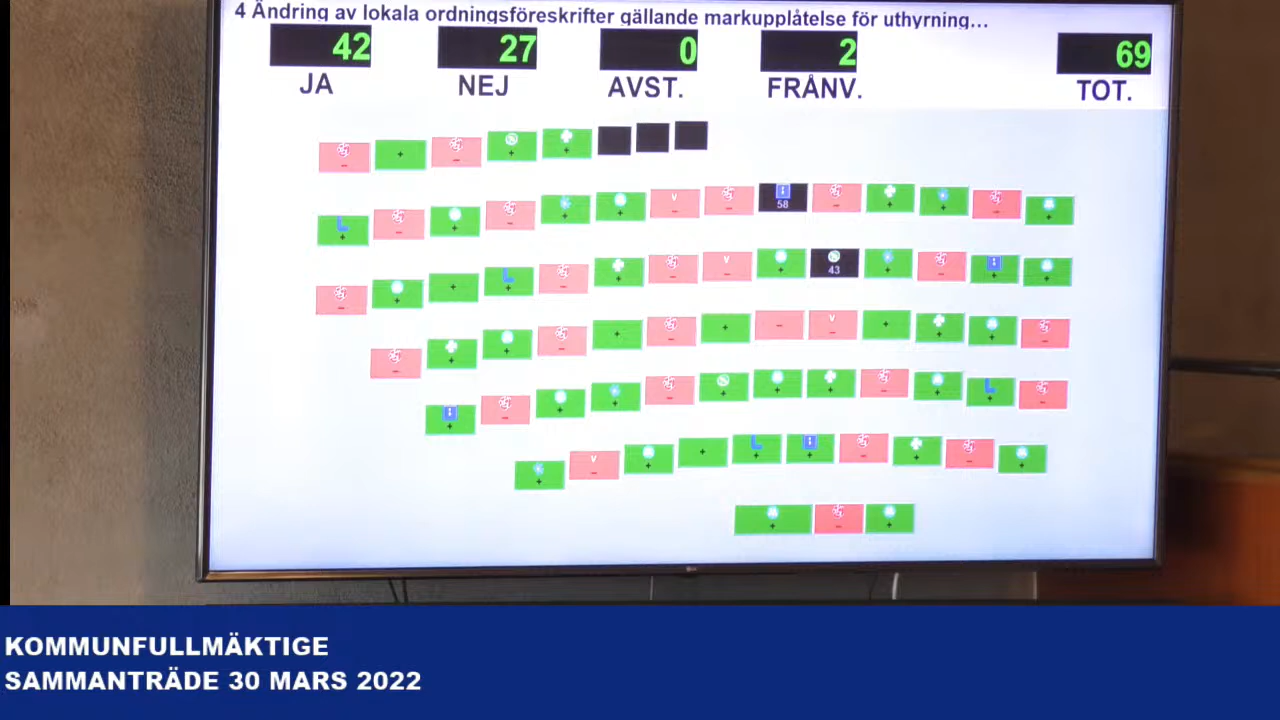 4 Ändring av lokala ordningsföreskrifter gällande markupplåtelse för uthyrning...
42 27 0 2 69
JA NEJ AVST. FRÅNV. TOT.
58
43
KOMMUNFULLMÄKTIGE
SAMMANTRÄDE 30 MARS 2022